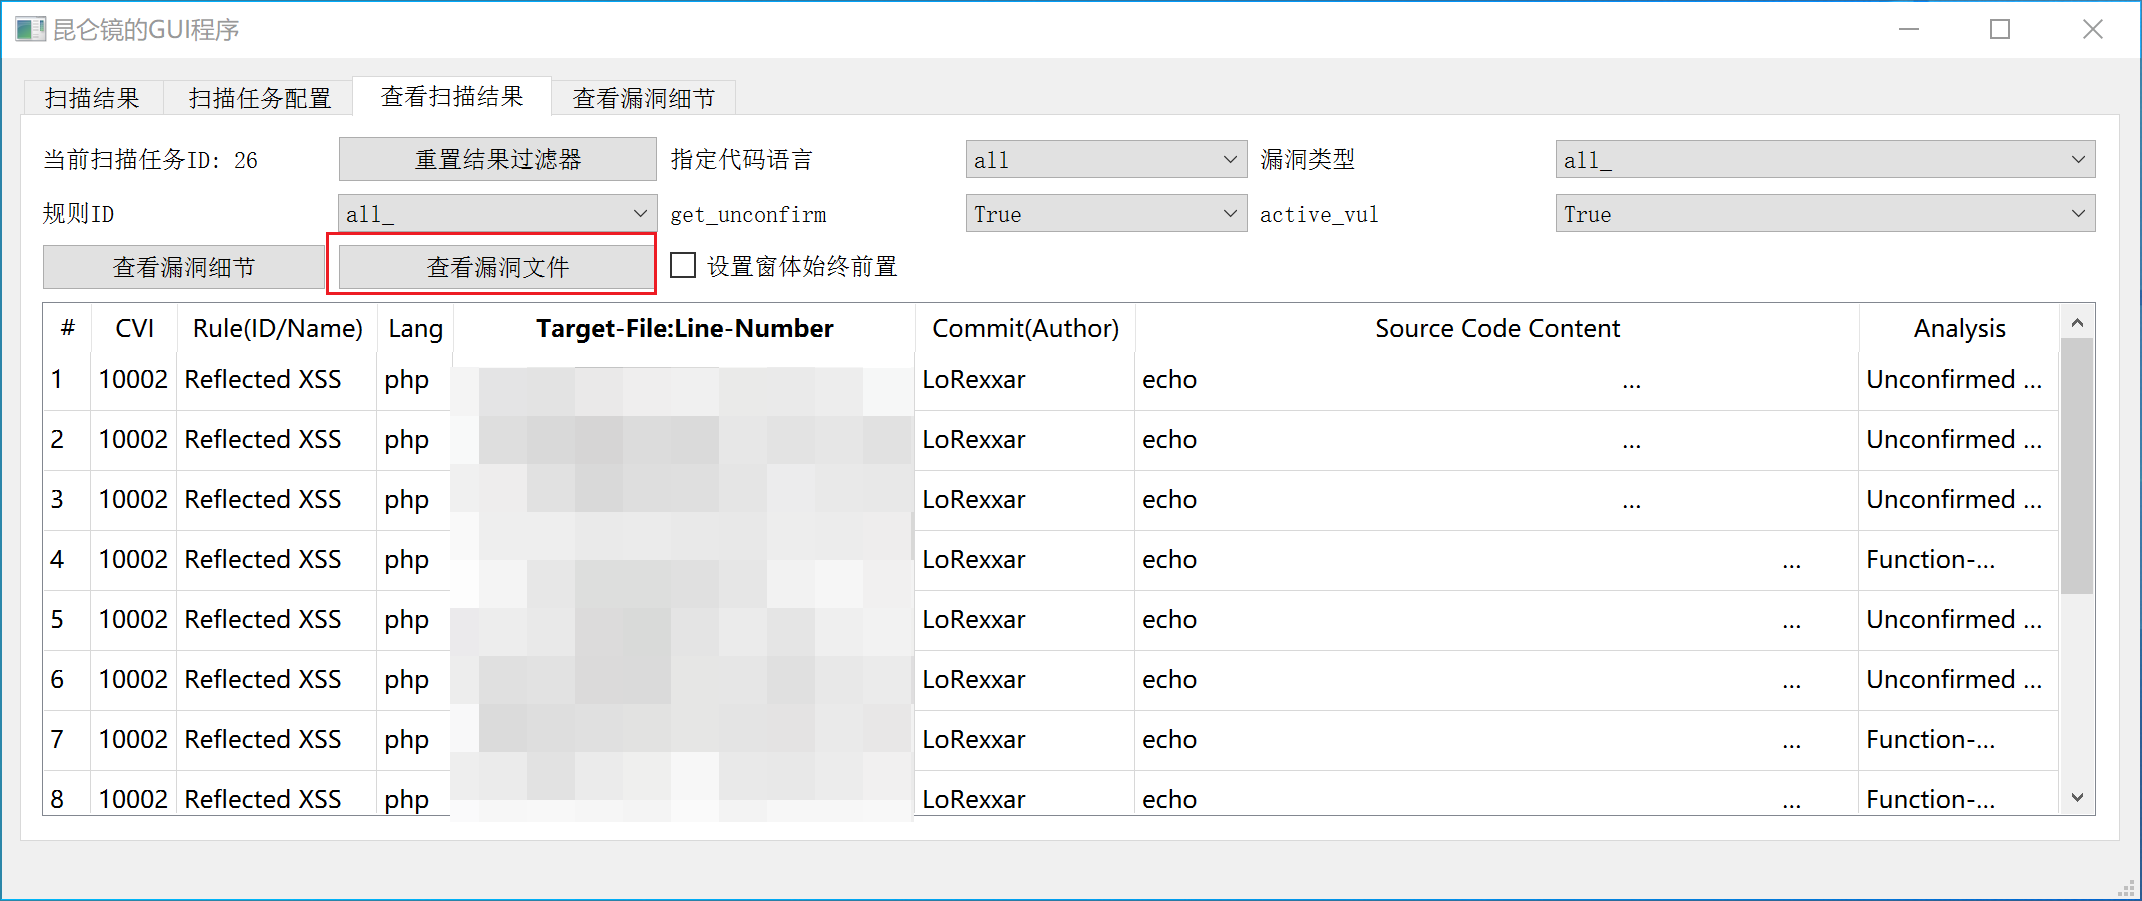 昆仑镜的GUI程序
扫描结果 扫描任务配置 查看扫描结果 查看漏洞细节
当前扫描任务ID: 26 重置结果过滤器 指定代码语言 all 漏洞类型 all_
规则ID all_ get_unconfirm True active_vul True
查看漏洞细节 查看漏洞文件 设置窗体始终前置
# CVI Rule(ID/Name) Lang Target-File:Line-Number Commit(Author) Source Code Content Analysis
1 10002 Reflected XSS php LoRexxar echo ... Unconfirmed ...
2 10002 Reflected XSS php LoRexxar echo ... Unconfirmed ...
3 10002 Reflected XSS php LoRexxar echo ... Unconfirmed ...
4 10002 Reflected XSS php LoRexxar echo ... Function-...
5 10002 Reflected XSS php LoRexxar echo ... Unconfirmed ...
6 10002 Reflected XSS php LoRexxar echo ... Unconfirmed ...
7 10002 Reflected XSS php LoRexxar echo ... Function-...
8 10002 Reflected XSS php LoRexxar echo ... Function-...